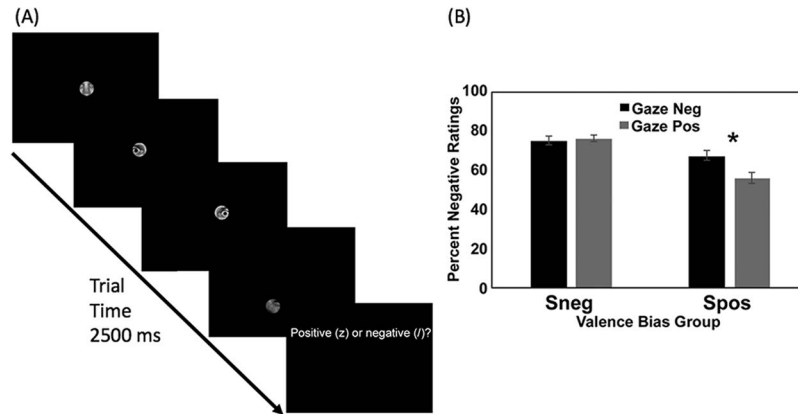 (A)
Trial
Time
2500 ms
Positive (z) or negative (/)?
(B)
Percent Negative Ratings
100
80
60
40
20
0
Gaze Neg
Gaze Pos
*
Sneg
Spos
Valence Bias Group